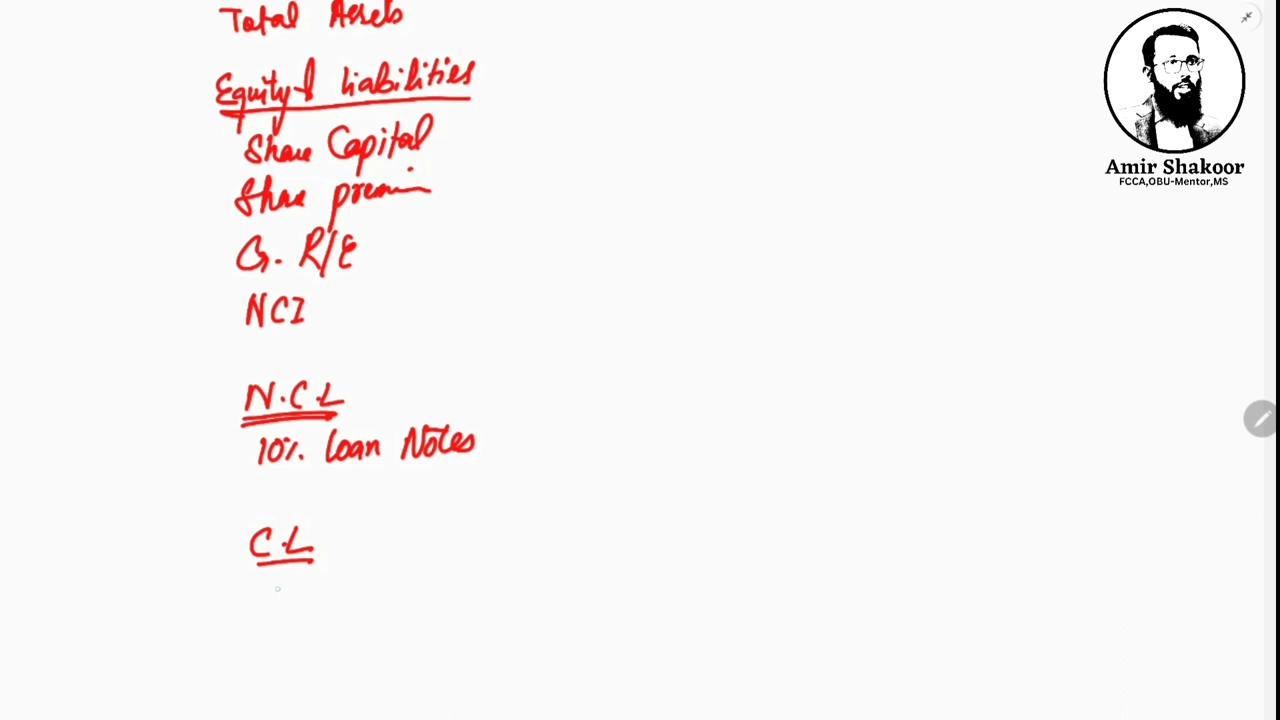 Total Assets
Equity & liabilities
Share Capital
Share premium
G. R/E
NCI
N.C.L
10% Loan Notes
C.L
Amir Shakoor
FCCA,OBU-Mentor,MS